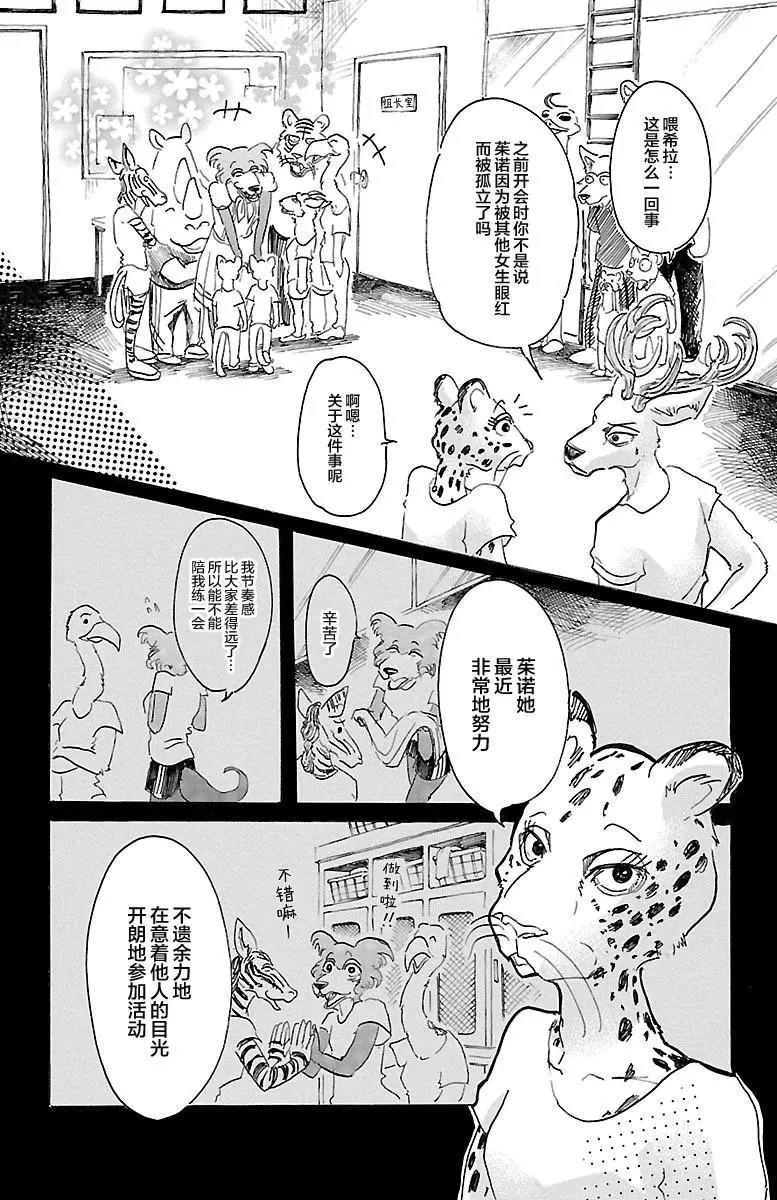 喂希拉…
这是怎么一回事
之前开会时你不是说
茱诺因为被其他女生眼红
而被孤立了吗
组长室
啊嗯…
关于这件事呢
茱诺她
最近
非常地努力
辛苦了
我节奏感
比大家差得远了…
所以能不能
陪我练一会
做到啦!!
不错嘛!
不遗余力地
在意着他人的目光
开朗地参加活动